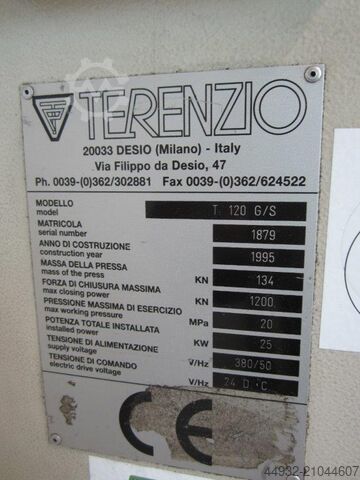 TERENZIO
20033 DESIO (Milano) - Italy
Via Filippo da Desio, 47
Ph. 0039-(0)362/302881 Fax 0039-(0)362/624522
MODELLO
model T 120 G/S
MATRICOLA
serial number 1879
ANNO DI COSTRUZIONE
construction year 1995
MASSA DELLA PRESSA
mass of the press KN 134
FORZA DI CHIUSURA MASSIMA
max closing power KN 1200
PRESSIONE MASSIMA DI ESERCIZIO
max working pressure MPa 20
POTENZA TOTALE INSTALLATA
installed power KW 25
TENSIONE DI ALIMENTAZIONE
supply voltage V/Hz 380/50
TENSIONE DI COMANDO
electric drive voltage V/Hz 24 D.C
CE
44932-21044607